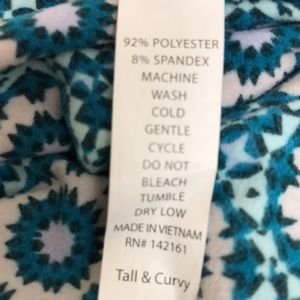 92% POLYESTER
8% SPANDEX
MACHINE
WASH
COLD
GENTLE
CYCLE
DO NOT
BLEACH
TUMBLE
DRY LOW
MADE IN VIETNAM
RN# 142161
Tall & Curvy